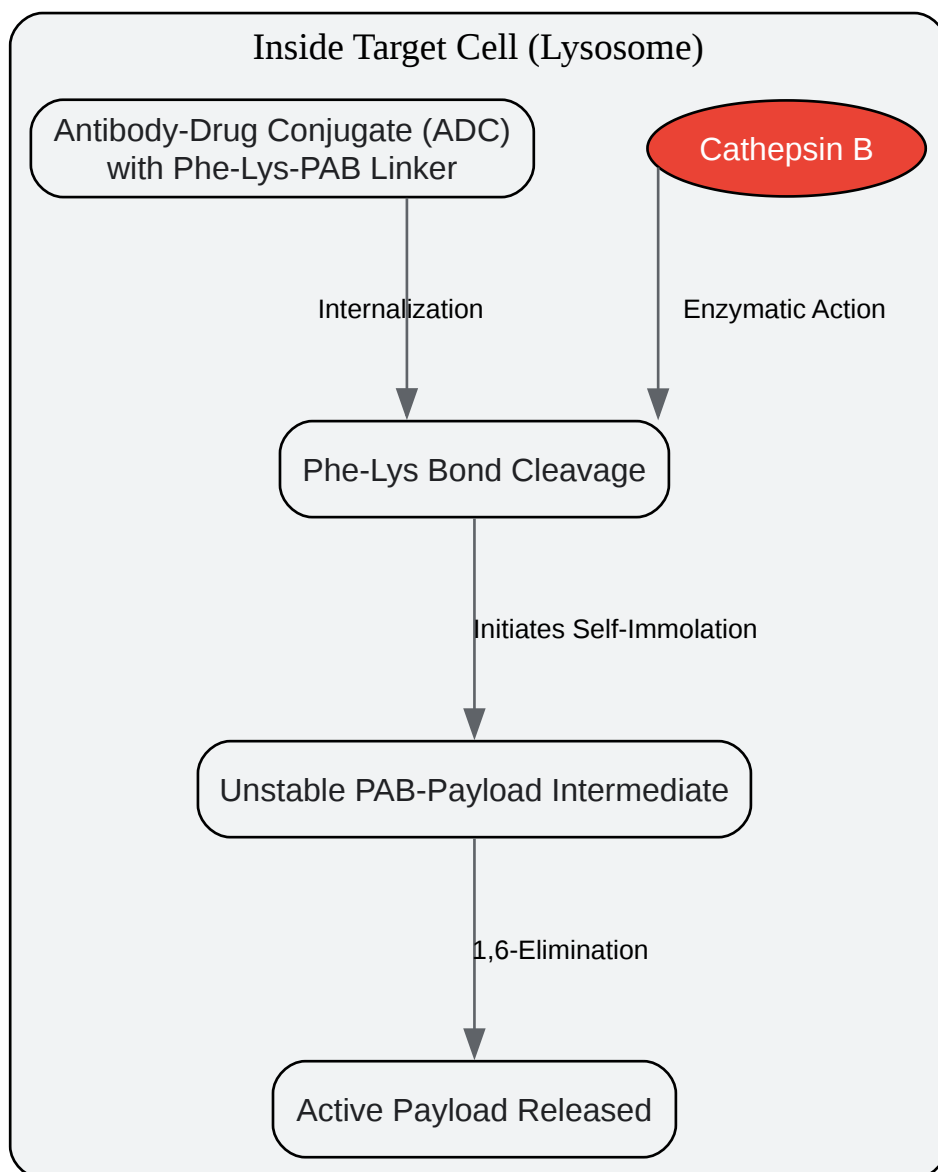 Inside Target Cell (Lysosome)
Antibody-Drug Conjugate (ADC)
with Phe-Lys-PAB Linker
Cathepsin B
Internalization
Enzymatic Action
Phe-Lys Bond Cleavage
Initiates Self-Immolation
Unstable PAB-Payload Intermediate
1,6-Elimination
Active Payload Released